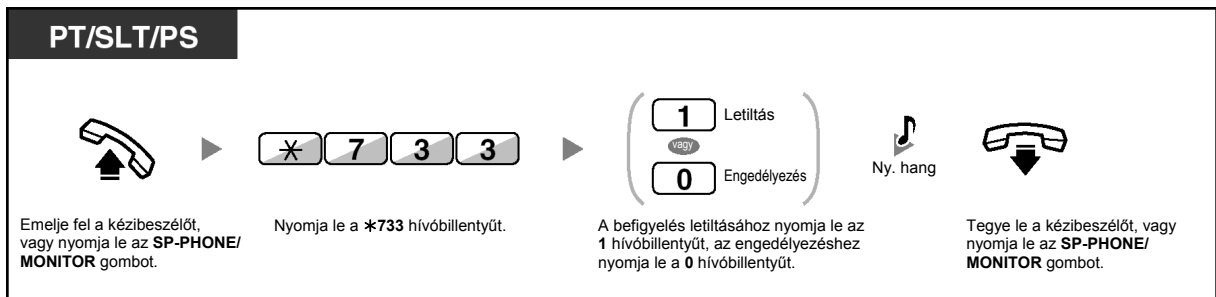 PT/SLT/PS
✳ 7 3 3
1 Letiltás
vagy
0 Engedélyezés
Ny. hang
Emelje fel a kézibeszélőt,
vagy nyomja le az SP-PHONE/
MONITOR gombot.
Nyomja le a ✳733 hívóbillentyűt.
A befigyelés letiltásához nyomja le az
1 hívóbillentyűt, az engedélyezéshez
nyomja le a 0 hívóbillentyűt.
Tegye le a kézibeszélőt, vagy
nyomja le az SP-PHONE/
MONITOR gombot.